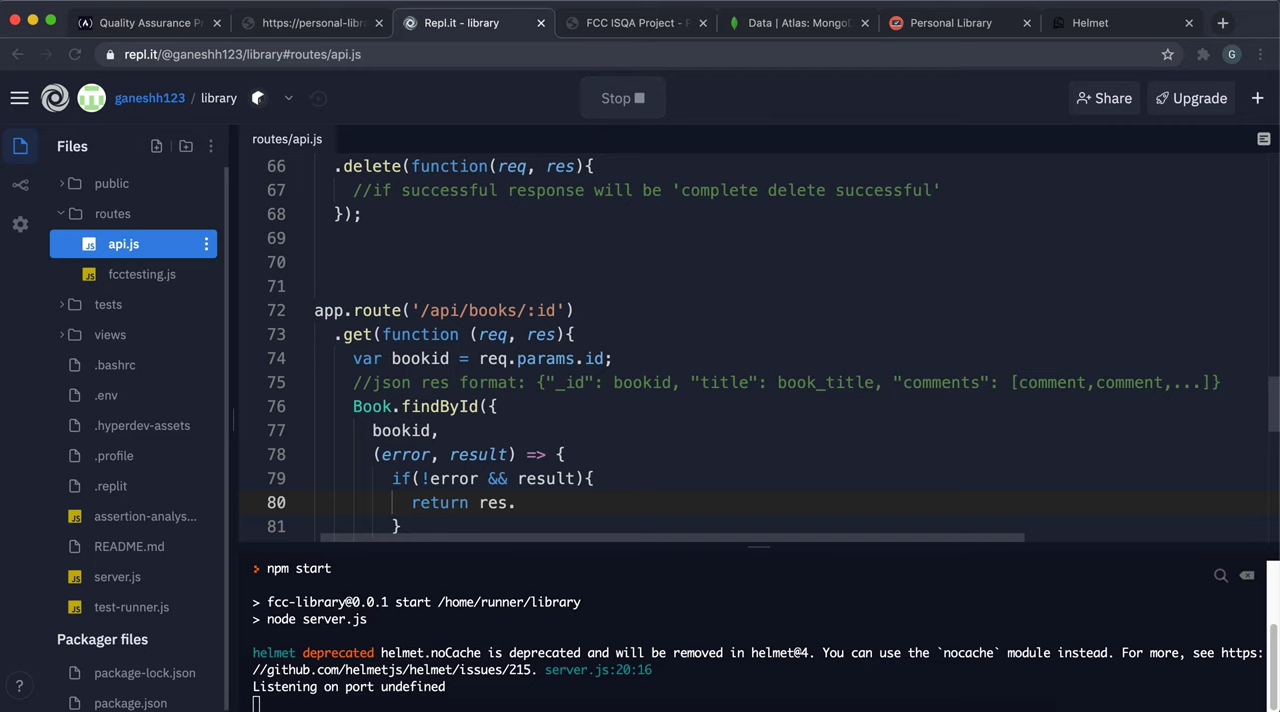 Quality Assurance P
https://personal-libra
Repl.it - library
FCC ISQA Project - F
Data | Atlas: MongoD
Personal Library
Helmet
repl.it/@ganeshh123/library#routes/api.js
G
ganeshh123 / library
Stop
Share
Upgrade
Files
public
routes
api.js
fcctesting.js
tests
views
.bashrc
.env
.hyperdev-assets
.profile
.replit
assertion-analys...
README.md
server.js
test-runner.js
Packager files
package-lock.json
package.json
?
routes/api.js
66 .delete(function(req, res){
67 //if successful response will be 'complete delete successful'
68 });
69
70
71
72 app.route('/api/books/:id')
73 .get(function (req, res){
74 var bookid = req.params.id;
75 //json res format: {"_id": bookid, "title": book_title, "comments": [comment,comment,...]}
76 Book.findById({
77 bookid,
78 (error, result) => {
79 if(!error && result){
80 return res.
81 }
> npm start
> fcc-library@0.0.1 start /home/runner/library
> node server.js
helmet deprecated helmet.noCache is deprecated and will be removed in helmet@4. You can use the `nocache` module instead. For more, see https:
//github.com/helmetjs/helmet/issues/215. server.js:20:16
Listening on port undefined